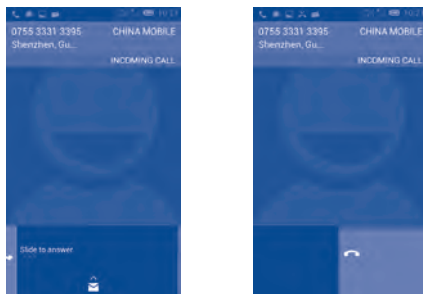 0755 3331 3395 CHINA MOBILE
Shenzhen, Gu...
INCOMING CALL
Slide to answer
0755 3331 3395 CHINA MOBILE
Shenzhen, Gu...
INCOMING CALL